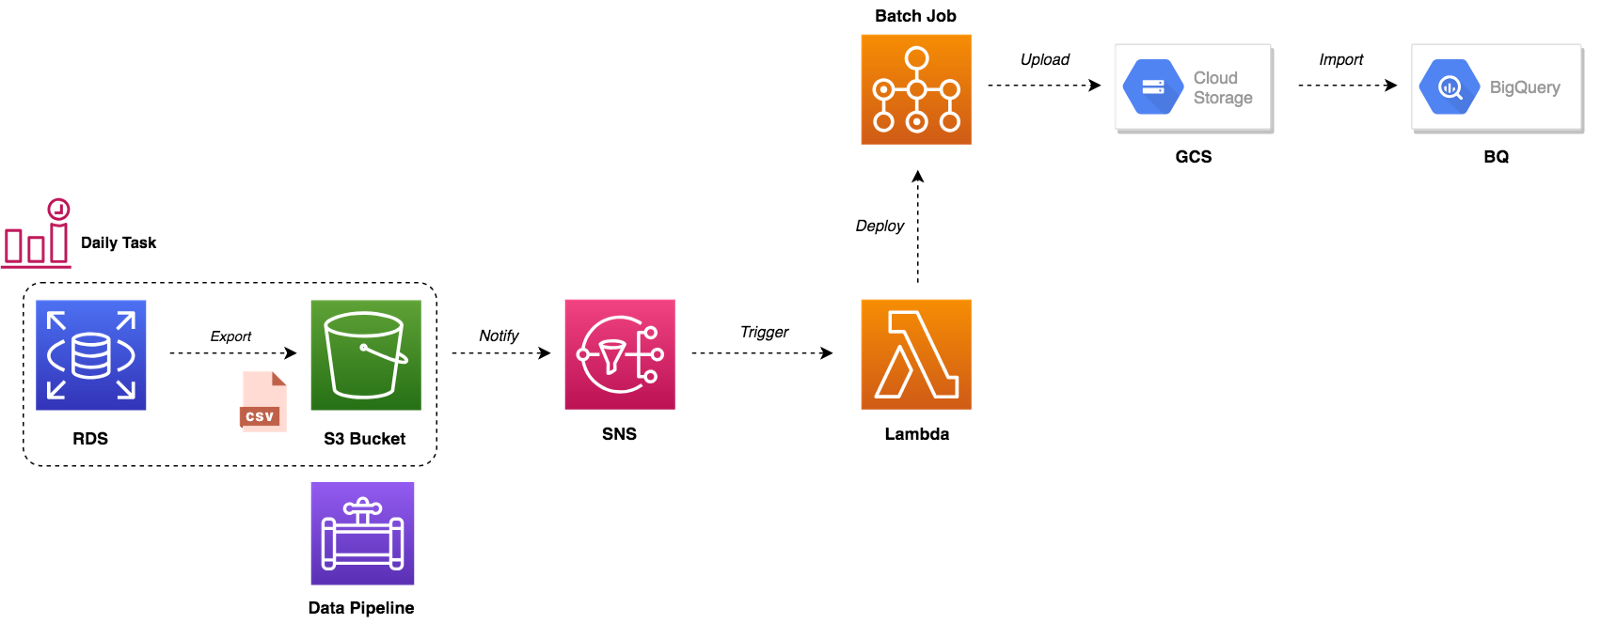 Batch Job
Upload
Cloud
Storage
Import
BigQuery
GCS
BQ
Deploy
Daily Task
Export
CSV
Notify
Trigger
RDS
S3 Bucket
SNS
Lambda
Data Pipeline